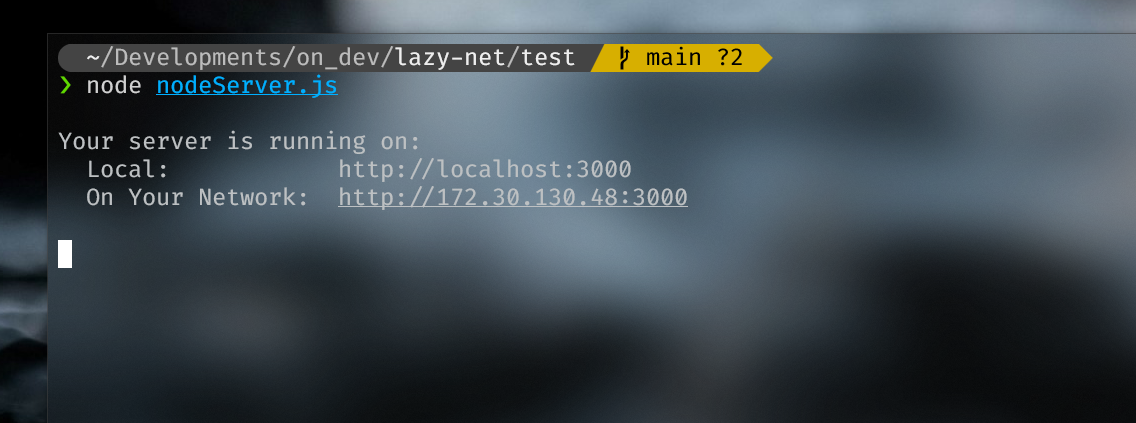 ~/Developments/on_dev/lazy-net/test main ?2
❯ node nodeServer.js
Your server is running on:
Local: http://localhost:3000
On Your Network: http://172.30.130.48:3000